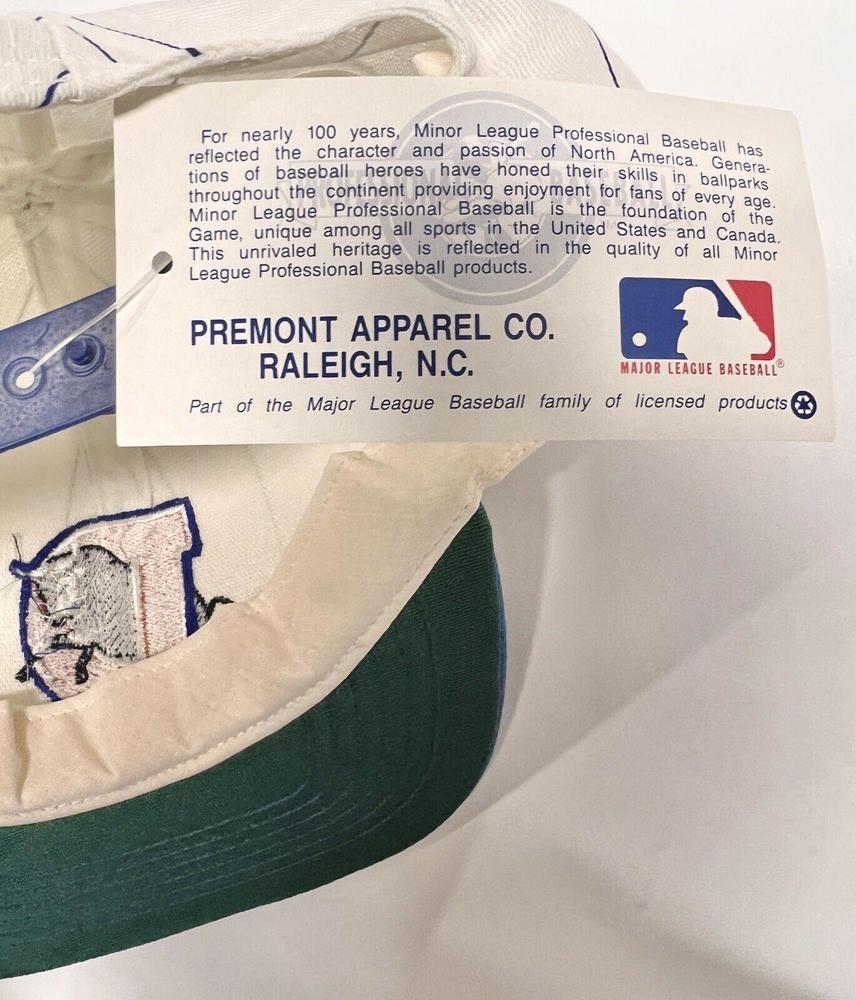 For nearly 100 years, Minor League Professional Baseball has
reflected the character and passion of North America. Genera-
tions of baseball heroes have honed their skills in ballparks
throughout the continent providing enjoyment for fans of every age.
Minor League Professional Baseball is the foundation of the
Game, unique among all sports in the United States and Canada.
This unrivaled heritage is reflected in the quality of all Minor
League Professional Baseball products.
PREMONT APPAREL CO.
RALEIGH, N.C.
MAJOR LEAGUE BASEBALL®
Part of the Major League Baseball family of licensed products